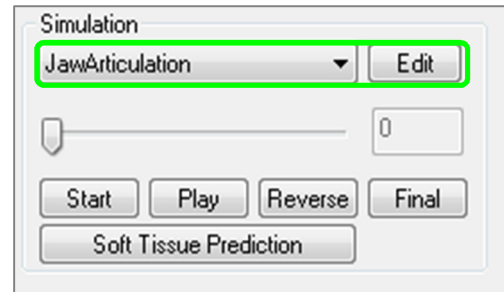 Simulation
JawArticulation Edit
0
Start Play Reverse Final
Soft Tissue Prediction